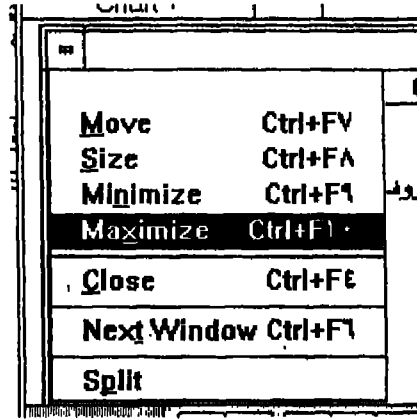 Move Ctrl+F٧
Size Ctrl+F٨
Minimize Ctrl+F٩
Maximize Ctrl+F١٠
Close Ctrl+F٤
Next Window Ctrl+F٦
Split